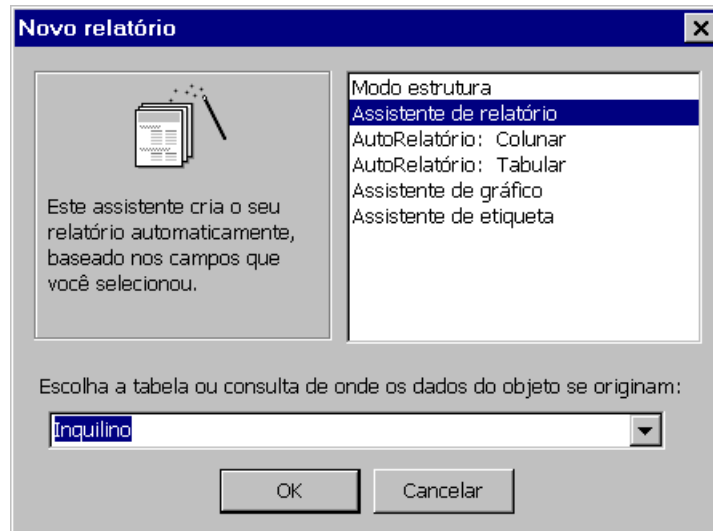 Novo relatório
Este assistente cria o seu
relatório automaticamente,
baseado nos campos que
você selecionou.
Modo estrutura
Assistente de relatório
AutoRelatório: Colunar
AutoRelatório: Tabular
Assistente de gráfico
Assistente de etiqueta
Escolha a tabela ou consulta de onde os dados do objeto se originam:
Inquilino
OK
Cancelar